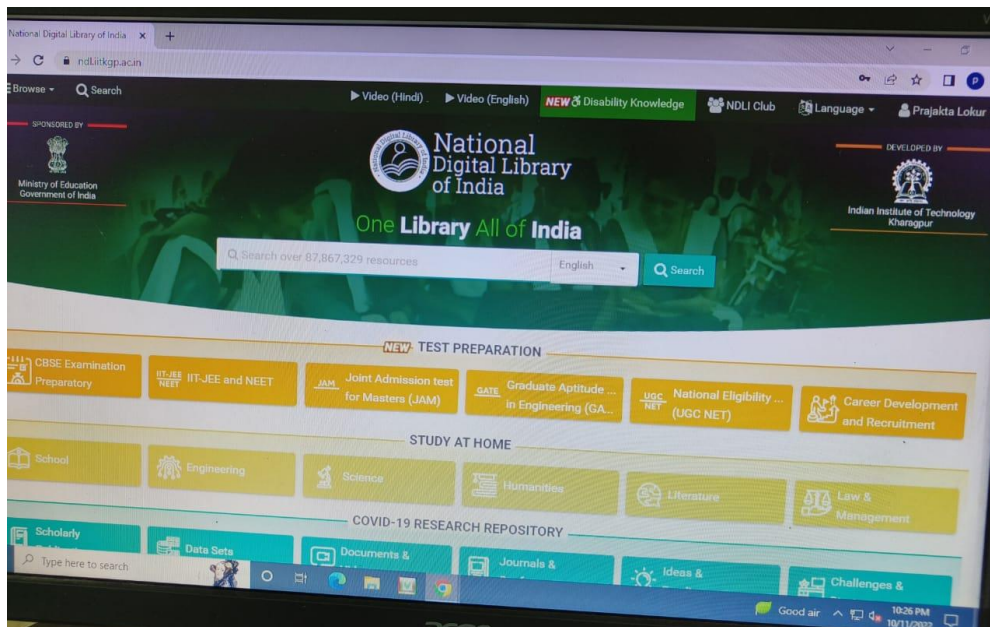 National Digital Library of India
ndl.iitkgp.ac.in
Browse
Search
Video (Hindi)
Video (English)
NEW Disability Knowledge
NDLI Club
Language
Prajakta Lokur
SPONSORED BY
Ministry of Education
Government of India
National
Digital Library
of India
DEVELOPED BY
Indian Institute of Technology
Kharagpur
One Library All of India
Search over 87,867,329 resources
English
Search
NEW TEST PREPARATION
CBSE Examination
Preparatory
IIT-JEE
NEET
IIT-JEE and NEET
JAM
Joint Admission test
for Masters (JAM)
GATE
Graduate Aptitude ...
in Engineering (GA...
UGC
NET
National Eligibility ...
(UGC NET)
Career Development
and Recruitment
STUDY AT HOME
School
Engineering
Science
Humanities
Literature
Law &
Management
COVID-19 RESEARCH REPOSITORY
Scholarly
Data Sets
Documents &
Journals &
Ideas &
Challenges &
Type here to search
Good air
10:26 PM
10/11/2022